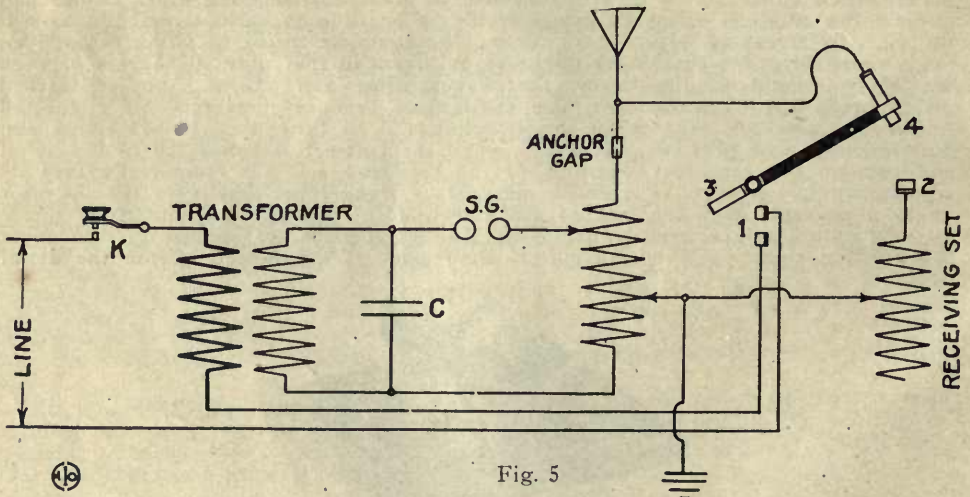 ANCHOR
GAP
4
3
2
1
S.G.
TRANSFORMER
K
C
LINE
RECEIVING SET
Fig. 5